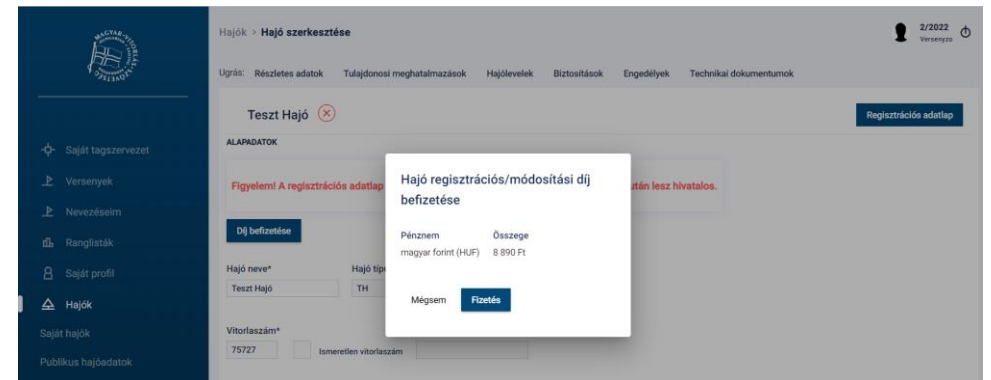 MAGYAR VITORLÁS
Hajók > Hajó szerkesztése
2/2022
Versenyzo
Ugrás: Részletes adatok Tulajdonosi meghatalmazások Hajólevelek Biztosítások Engedélyek Technikai dokumentumok
Teszt Hajó
Regisztrációs adatlap
ALAPADATOK
Saját tagszervezet
Versenyek
Nevezéseim
Ranglisták
Saját profil
Hajók
Saját hajók
Publikus hajóadatok
Figyelem! A regisztrációs adatlap
után lesz hivatalos.
Díj befizetése
Hajó neve*
Hajó típ
Teszt Hajó
TH
Vitorlaszám*
75727
Ismeretlen vitorlaszám
Hajó regisztrációs/módosítási díj
befizetése
Pénznem Összege
magyar forint (HUF) 8 890 Ft
Mégsem Fizetés